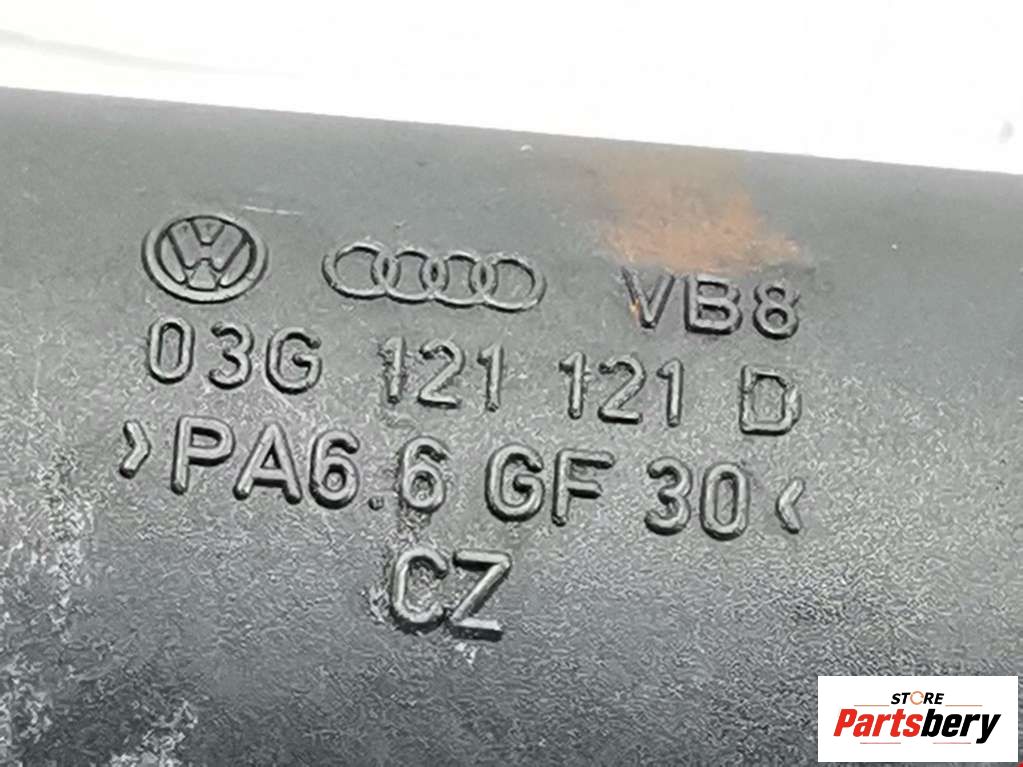 VB8
03G 121 121 D
>PA6.6 GF 30<
CZ
STORE
Partsbery